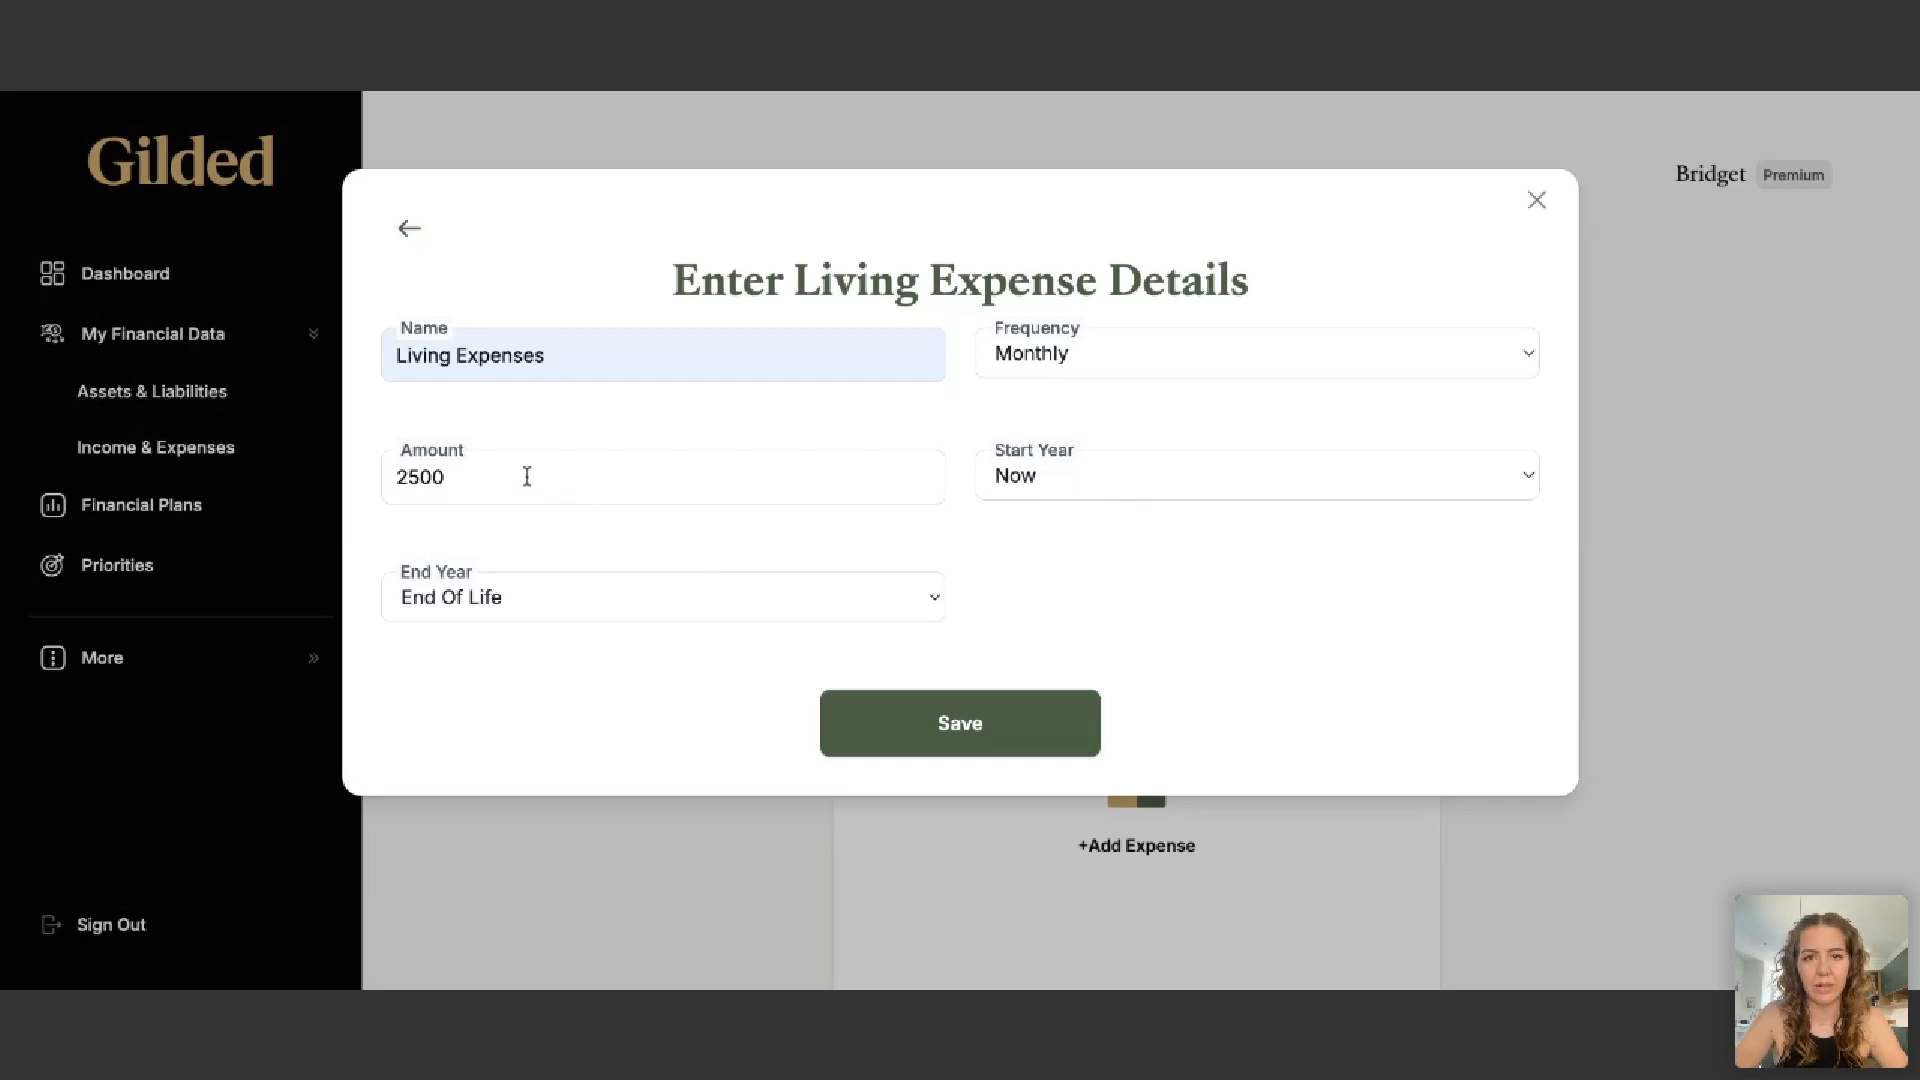 Gilded
Dashboard
My Financial Data
Assets & Liabilities
Income & Expenses
Financial Plans
Priorities
More
Sign Out
Bridget
Premium
Enter Living Expense Details
Name
Living Expenses
Frequency
Monthly
Amount
2500
Start Year
Now
End Year
End Of Life
Save
+Add Expense